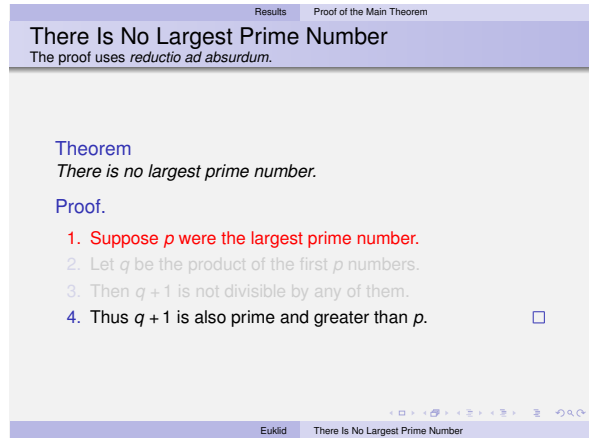 Results Proof of the Main Theorem
There Is No Largest Prime Number
The proof uses reductio ad absurdum.
Theorem
There is no largest prime number.
Proof.
1. Suppose p were the largest prime number.
2. Let q be the product of the first p numbers.
3. Then q + 1 is not divisible by any of them.
4. Thus q + 1 is also prime and greater than p. □
Euklid There Is No Largest Prime Number